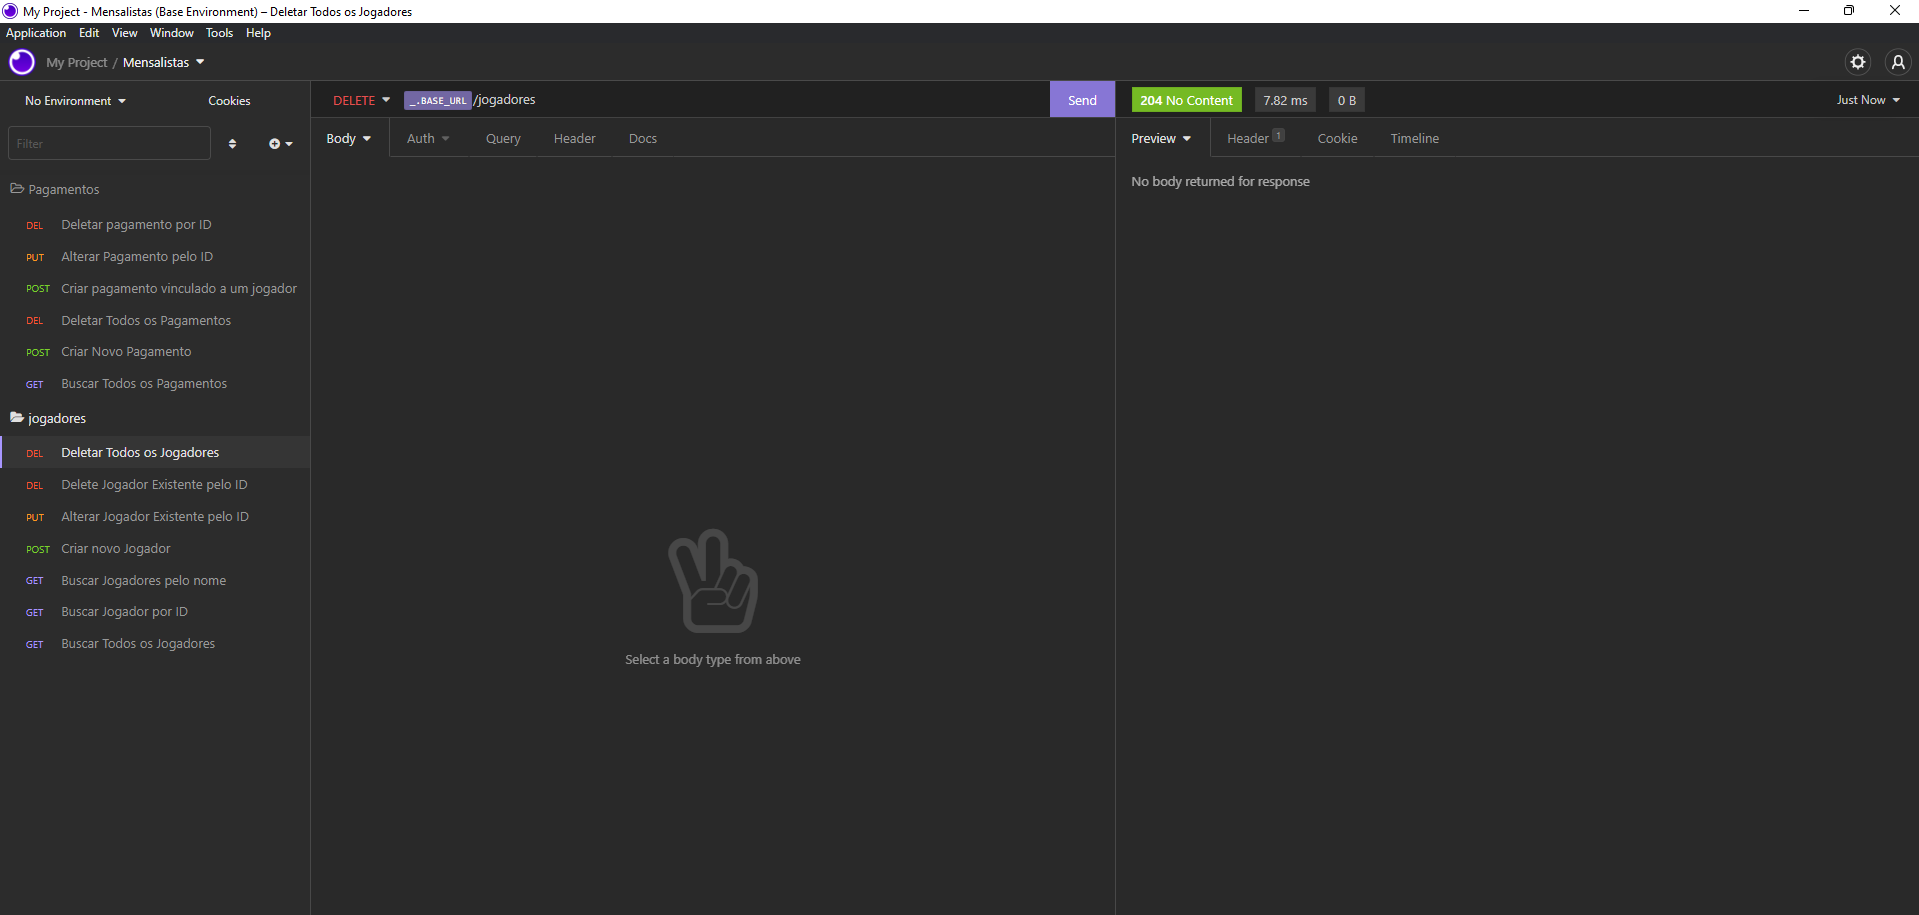 My Project - Mensalistas (Base Environment) – Deletar Todos os Jogadores
Application Edit View Window Tools Help
My Project / Mensalistas
No Environment Cookies
Filter
Pagamentos
DEL Deletar pagamento por ID
PUT Alterar Pagamento pelo ID
POST Criar pagamento vinculado a um jogador
DEL Deletar Todos os Pagamentos
POST Criar Novo Pagamento
GET Buscar Todos os Pagamentos
jogadores
DEL Deletar Todos os Jogadores
DEL Delete Jogador Existente pelo ID
PUT Alterar Jogador Existente pelo ID
POST Criar novo Jogador
GET Buscar Jogadores pelo nome
GET Buscar Jogador por ID
GET Buscar Todos os Jogadores
DELETE _.BASE_URL /jogadores Send
Body Auth Query Header Docs
Select a body type from above
204 No Content 7.82 ms 0 B Just Now
Preview Header 1 Cookie Timeline
No body returned for response